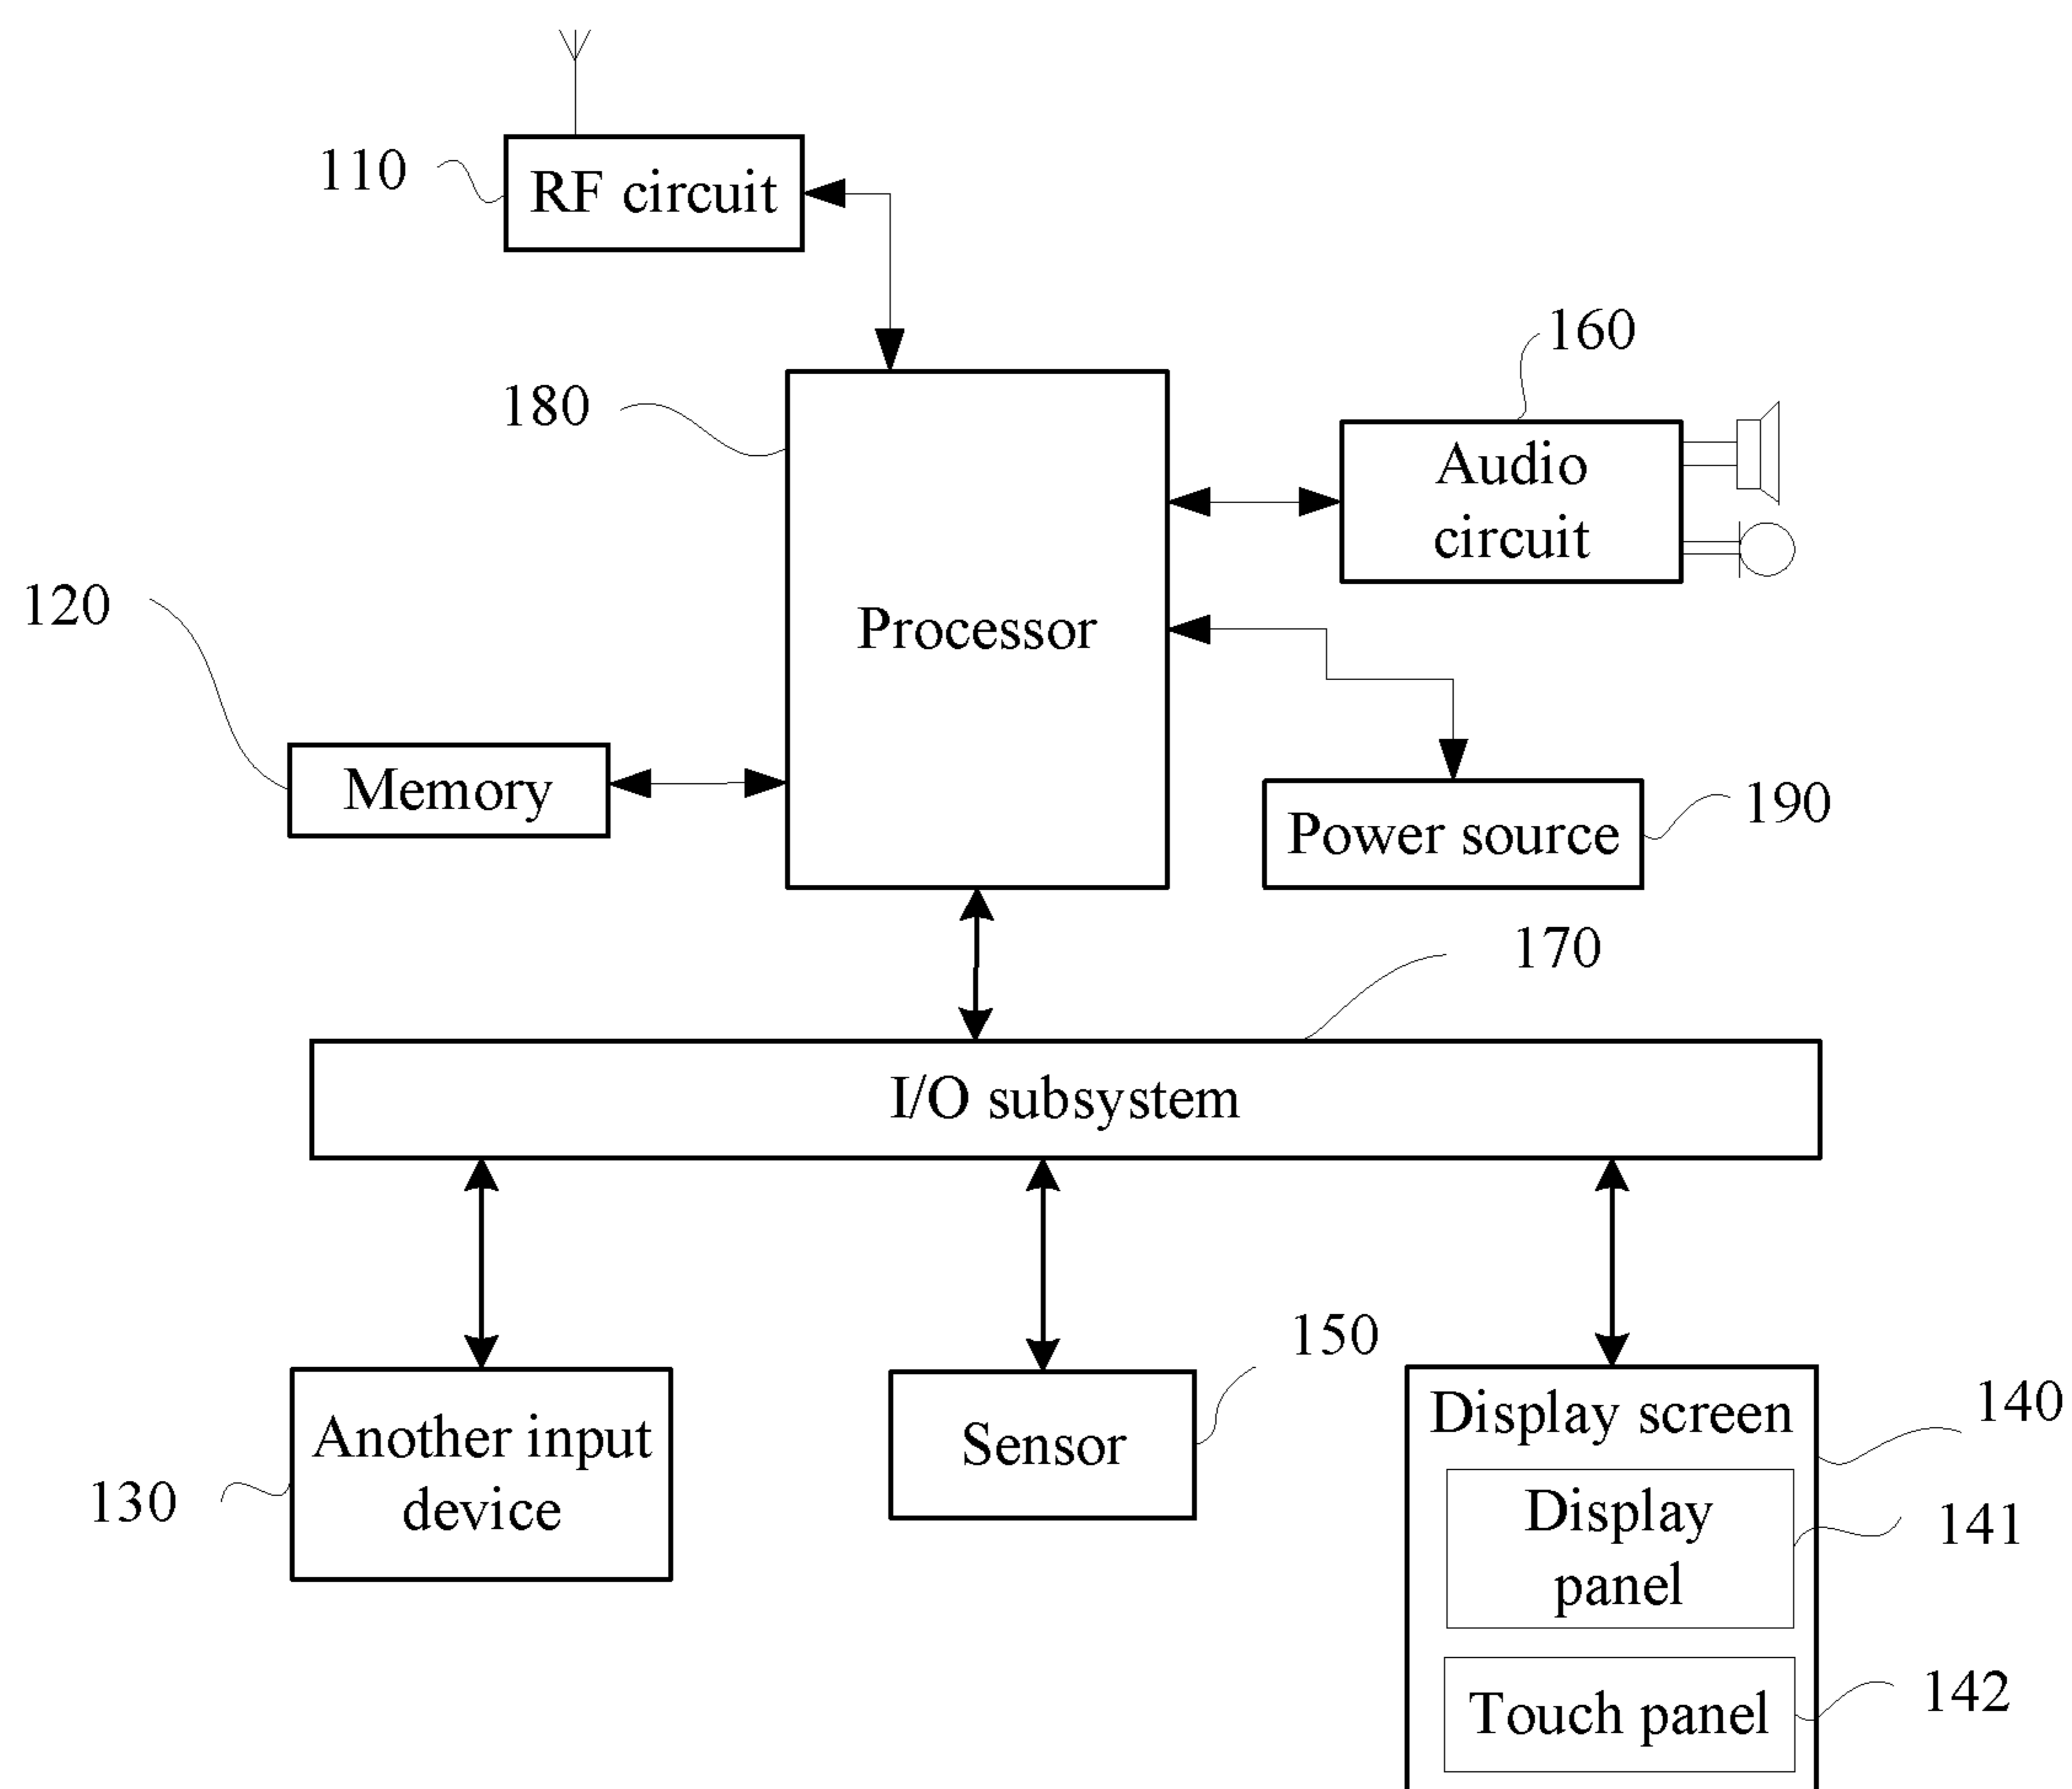 110
RF circuit
160
180
Audio
circuit
120
Processor
Memory
Power source
190
170
I/O subsystem
150
140
Another input
device
130
Sensor
Display screen
Display
panel
141
Touch panel
142